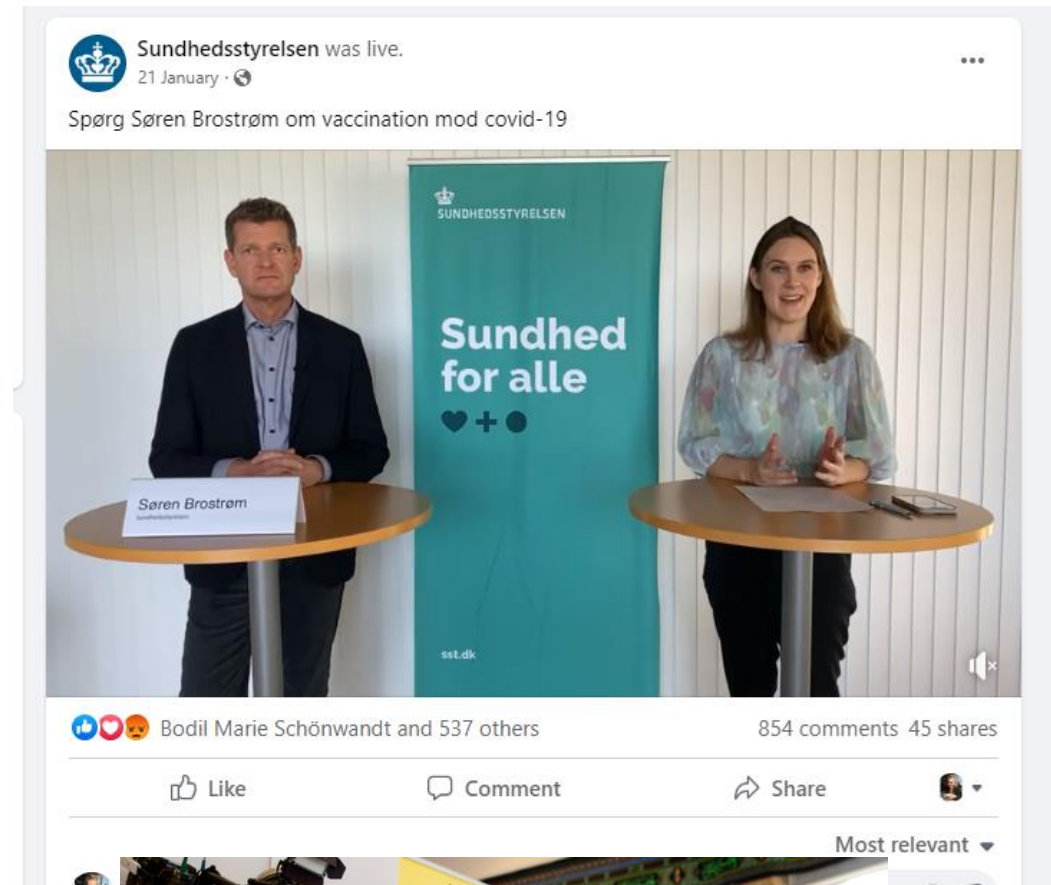 Sundhedsstyrelsen was live.
21 January ·
Spørg Søren Brostrøm om vaccination mod covid-19
SUNDHEDSSTYRELSEN
Sundhed
for alle
Søren Brostrøm
Sundhedsstyrelsen
sst.dk
Bodil Marie Schönwandt and 537 others
854 comments 45 shares
Like
Comment
Share
Most relevant